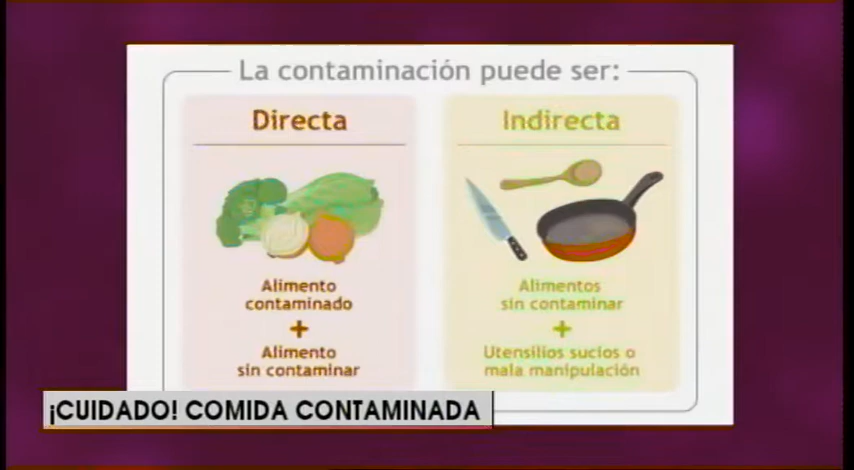 La contaminación puede ser:
Directa
Alimento
contaminado
+
Alimento
sin contaminar
Indirecta
Alimentos
sin contaminar
+
Utensilios sucios o
mala manipulación
¡CUIDADO! COMIDA CONTAMINADA